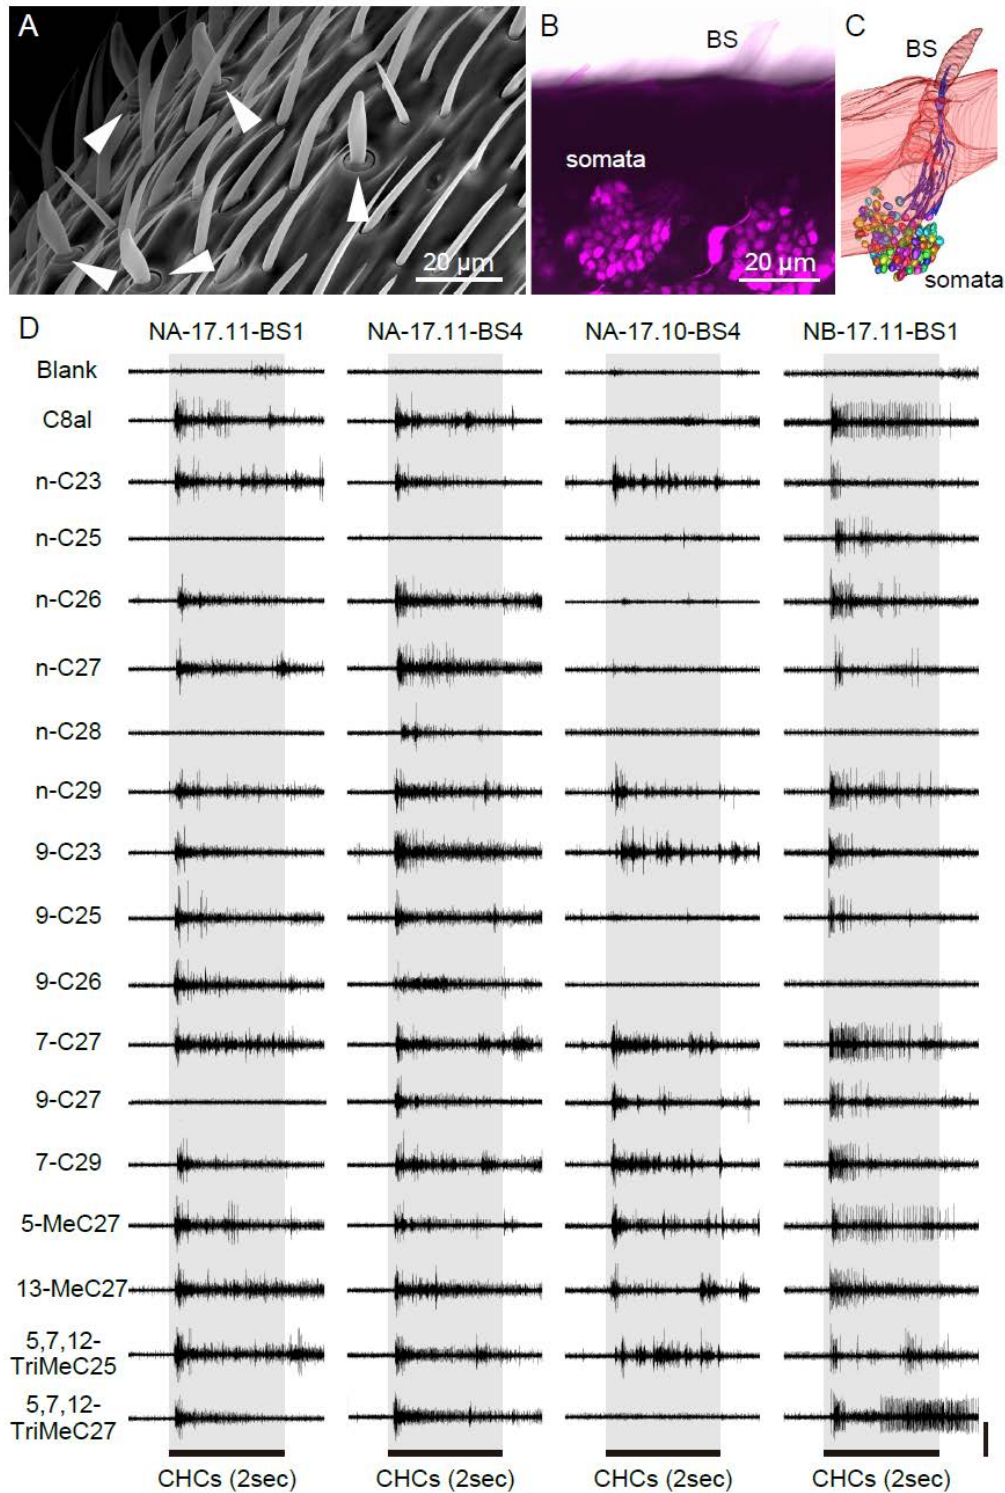 A
B
C
BS
BS
somata
20 µm
20 µm
somata
D
NA-17.11-BS1
NA-17.11-BS4
NA-17.10-BS4
NB-17.11-BS1
Blank
C8al
n-C23
n-C25
n-C26
n-C27
n-C28
n-C29
9-C23
9-C25
9-C26
7-C27
9-C27
7-C29
5-MeC27
13-MeC27
5,7,12-
TriMeC25
5,7,12-
TriMeC27
CHCs (2sec)
CHCs (2sec)
CHCs (2sec)
CHCs (2sec)